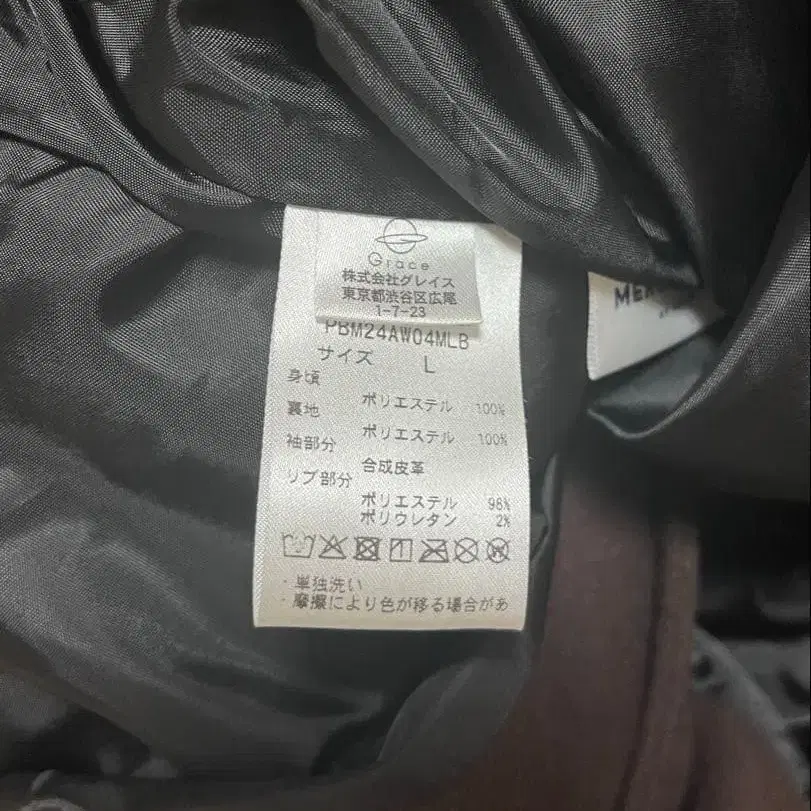 Grace
株式会社グレイス
東京都渋谷区広尾
1-7-23
PBM24AW04MLB
サイズ L
身頃 ポリエステル 100%
裏地 ポリエステル 100%
袖部分 合成皮革
リブ部分
ポリエステル 98%
ポリウレタン 2%
・単独洗い
・摩擦により色が移る場合があ